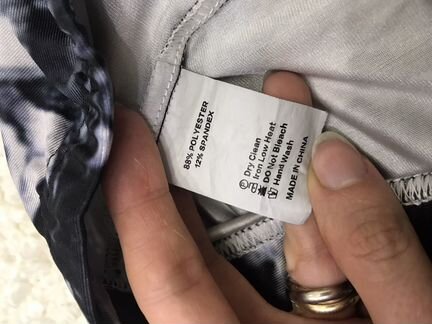 88% POLYESTER
12% SPANDEX
Dry Clean
Iron Low Heat
DO Not Bleach
Hand Wash
MADE IN CHINA